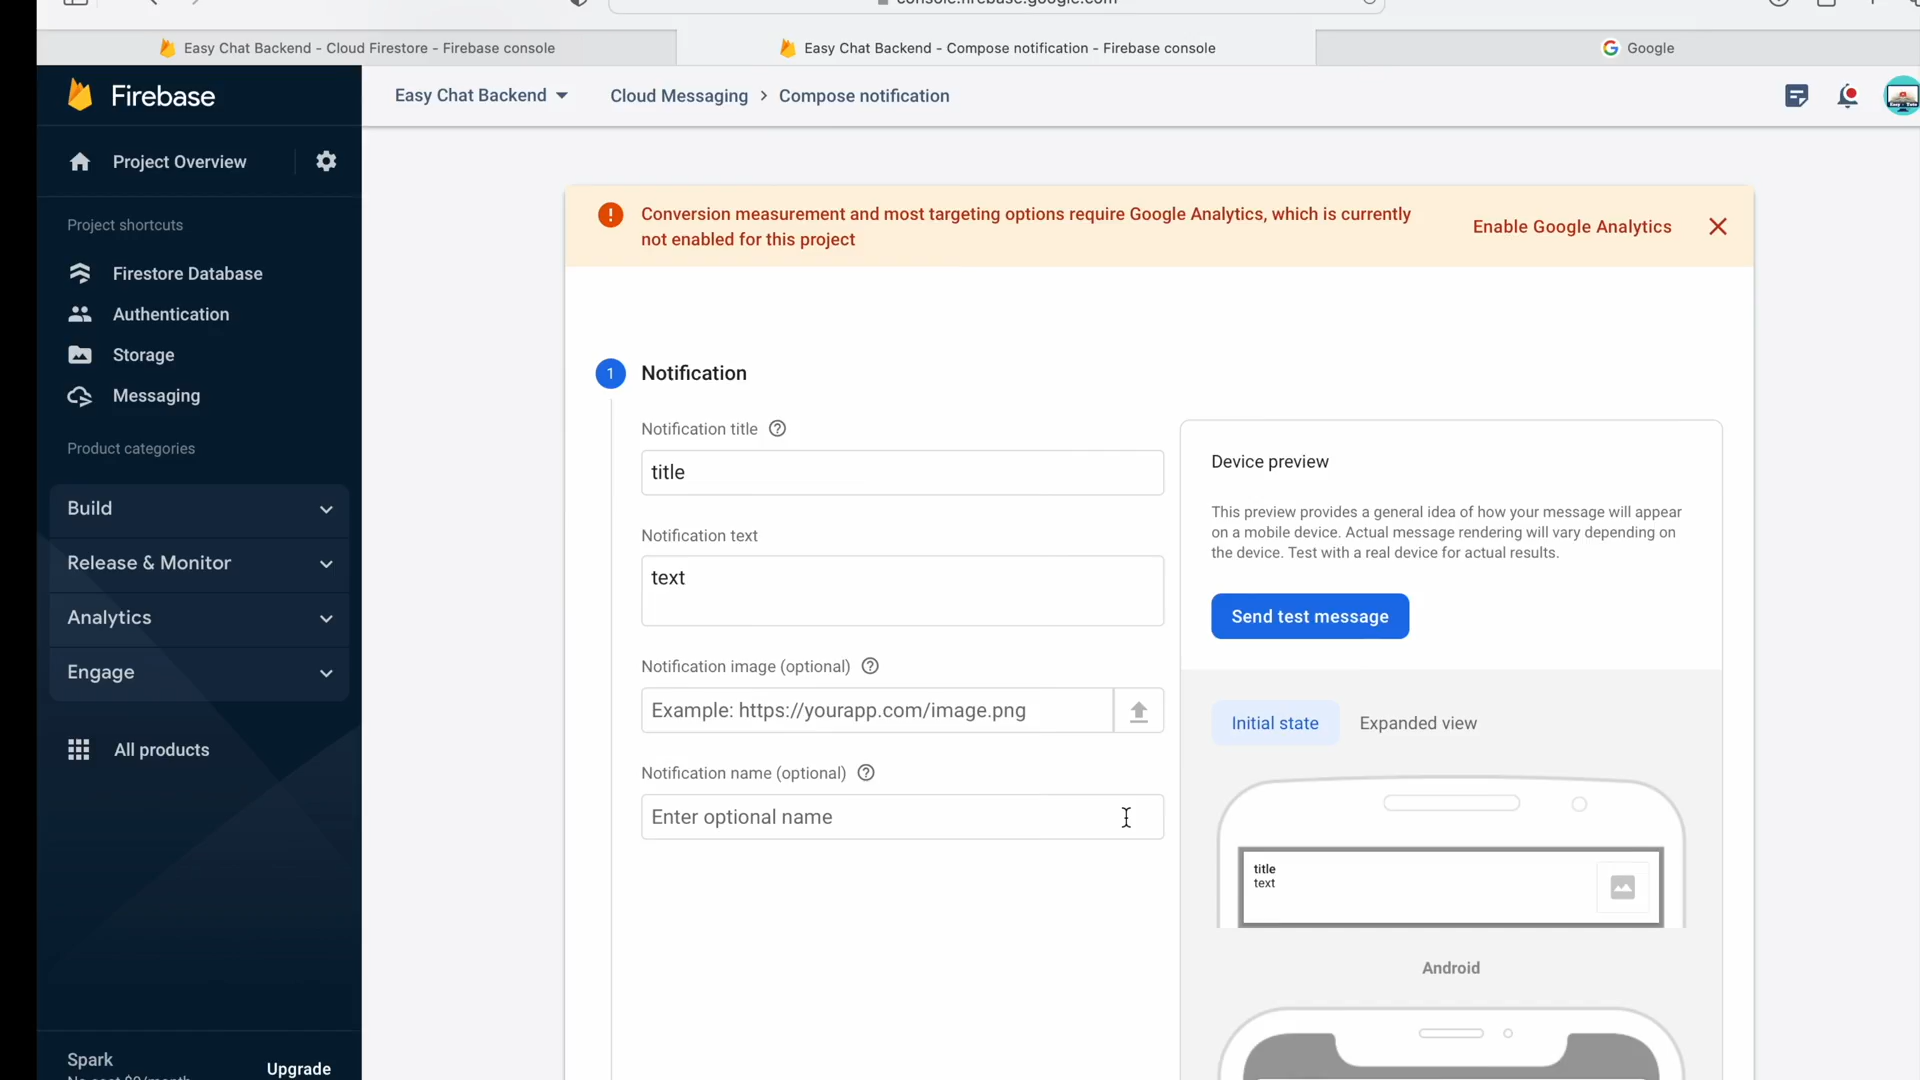 Easy Chat Backend - Cloud Firestore - Firebase console
Easy Chat Backend - Compose notification - Firebase console
Google
Firebase
Easy Chat Backend
Cloud Messaging > Compose notification
Project Overview
Project shortcuts
Firestore Database
Authentication
Storage
Messaging
Product categories
Build
Release & Monitor
Analytics
Engage
All products
Spark
Upgrade
Conversion measurement and most targeting options require Google Analytics, which is currently
not enabled for this project
Enable Google Analytics
1 Notification
Notification title
title
Notification text
text
Notification image (optional)
Example: https://yourapp.com/image.png
Notification name (optional)
Enter optional name
Device preview
This preview provides a general idea of how your message will appear
on a mobile device. Actual message rendering will vary depending on
the device. Test with a real device for actual results.
Send test message
Initial state
Expanded view
title
text
Android